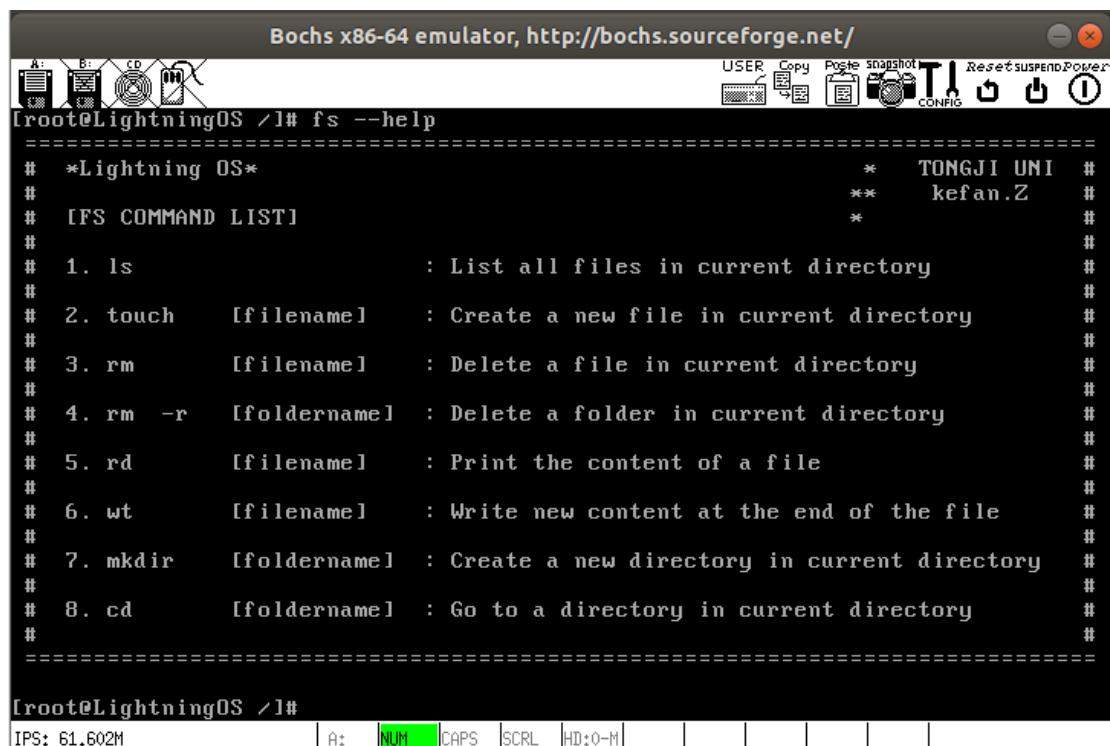 Bochs x86-64 emulator, http://bochs.sourceforge.net/
A: B: CD USER Copy Paste snapshot CONFIG Reset SUSPEND Power
[root@LightningOS /]# fs --help
==============================================================================
# *Lightning OS* * TONGJI UNI #
# ** kefan.Z #
# [FS COMMAND LIST] * #
# #
# 1. ls : List all files in current directory #
# #
# 2. touch [filename] : Create a new file in current directory #
# #
# 3. rm [filename] : Delete a file in current directory #
# #
# 4. rm -r [foldername] : Delete a folder in current directory #
# #
# 5. rd [filename] : Print the content of a file #
# #
# 6. wt [filename] : Write new content at the end of the file #
# #
# 7. mkdir [foldername] : Create a new directory in current directory #
# #
# 8. cd [foldername] : Go to a directory in current directory #
# #
==============================================================================
[root@LightningOS /]#
IPS: 61.602M A: NUM CAPS SCRL HD:0-M